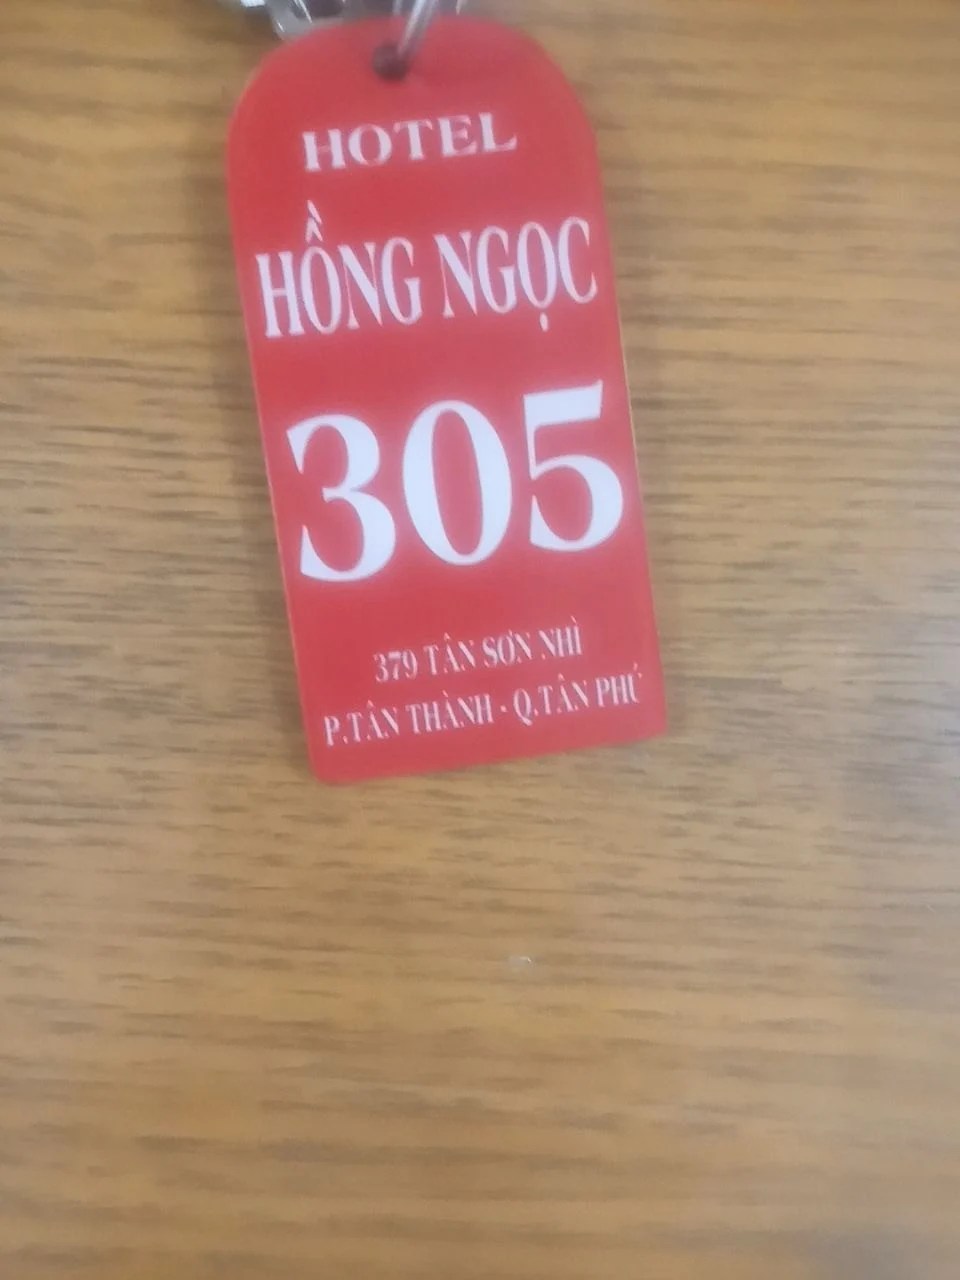 HOTEL
HỒNG NGỌC
305
379 TÂN SƠN NHÌ
P.TÂN THÀNH - Q.TÂN PHÚ